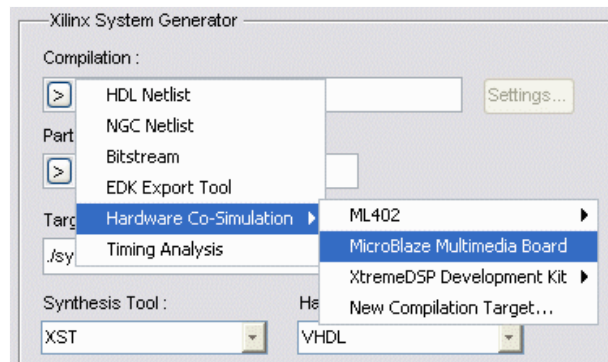 Xilinx System Generator
Compilation :
> Settings...
HDL Netlist
NGC Netlist
Bitstream
EDK Export Tool
Hardware Co-Simulation
Timing Analysis
Part
>
Targ
./sy
ML402
MicroBlaze Multimedia Board
XtremeDSP Development Kit
New Compilation Target...
Synthesis Tool :
Ha
XST
VHDL